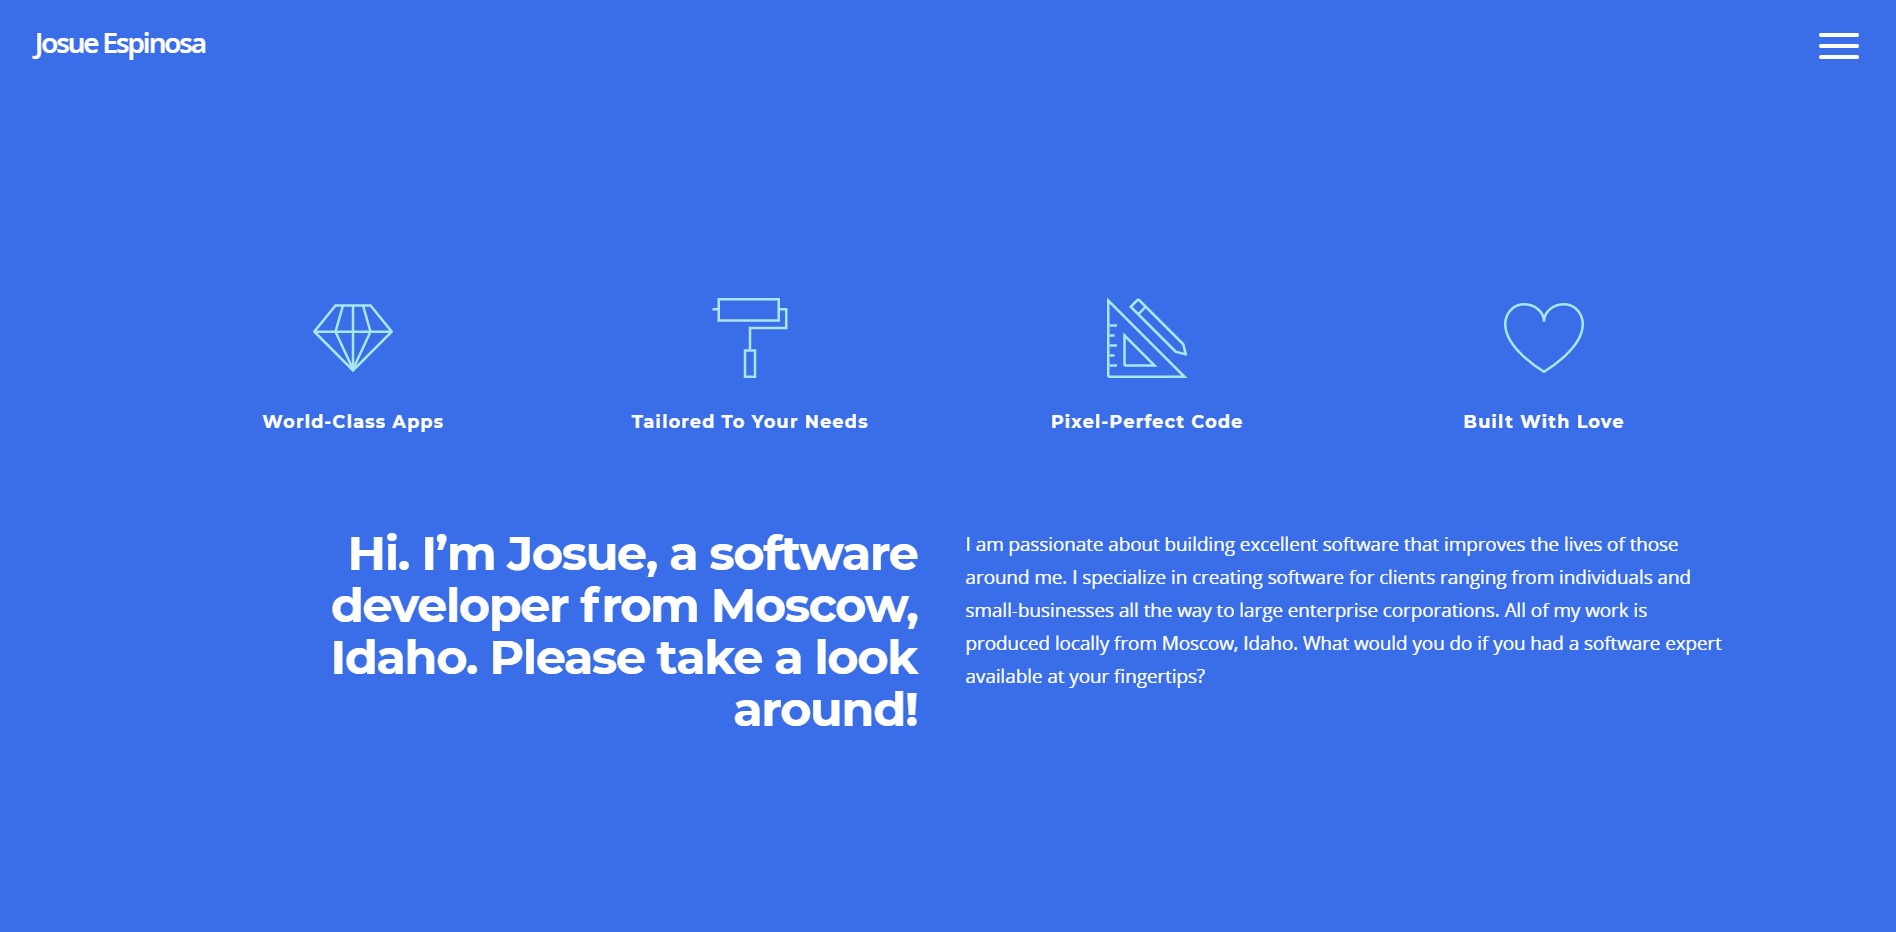 Josue Espinosa
World-Class Apps
Tailored To Your Needs
Pixel-Perfect Code
Built With Love
Hi. I’m Josue, a software
developer from Moscow,
Idaho. Please take a look
around!
I am passionate about building excellent software that improves the lives of those
around me. I specialize in creating software for clients ranging from individuals and
small-businesses all the way to large enterprise corporations. All of my work is
produced locally from Moscow, Idaho. What would you do if you had a software expert
available at your fingertips?